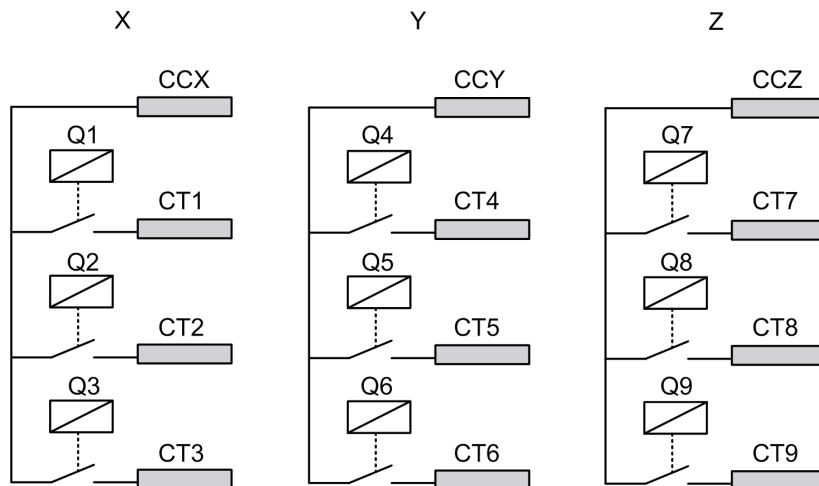 X Y Z
CCX CCY CCZ
Q1 Q4 Q7
CT1 CT4 CT7
Q2 Q5 Q8
CT2 CT5 CT8
Q3 Q6 Q9
CT3 CT6 CT9